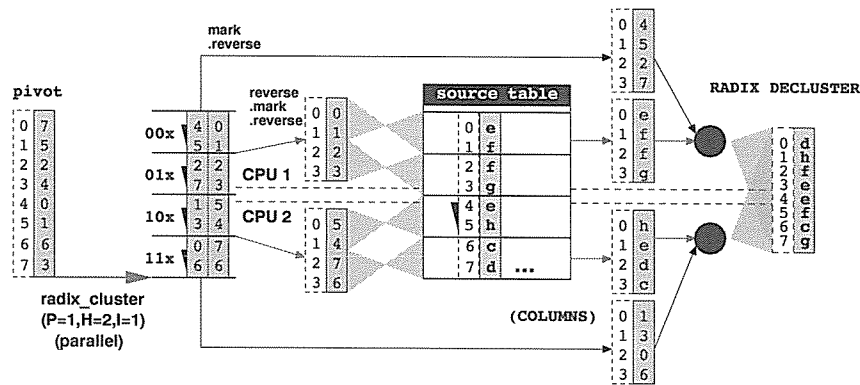 mark
.reverse
0 4
1 5
2 2
3 7
pivot
0 7
1 5
2 2
3 4
4 0
5 1
6 6
7 3
00x
4 0
5 1
01x
2 2
7 3
10x
1 5
3 4
11x
0 7
6 6
radix_cluster
(P=1,H=2,I=1)
(parallel)
reverse
.mark
.reverse
0 0
1 1
2 2
3 3
CPU 1
CPU 2
0 5
1 4
2 7
3 6
source table
0 e
1 f
2 f
3 g
4 e
5 h
6 c
7 d ...
0 e
1 f
2 f
3 g
0 h
1 e
2 d
3 c
(COLUMNS)
0 1
1 3
2 0
3 6
RADIX DECLUSTER
0 d
1 h
2 f
3 e
4 e
5 f
6 c
7 g